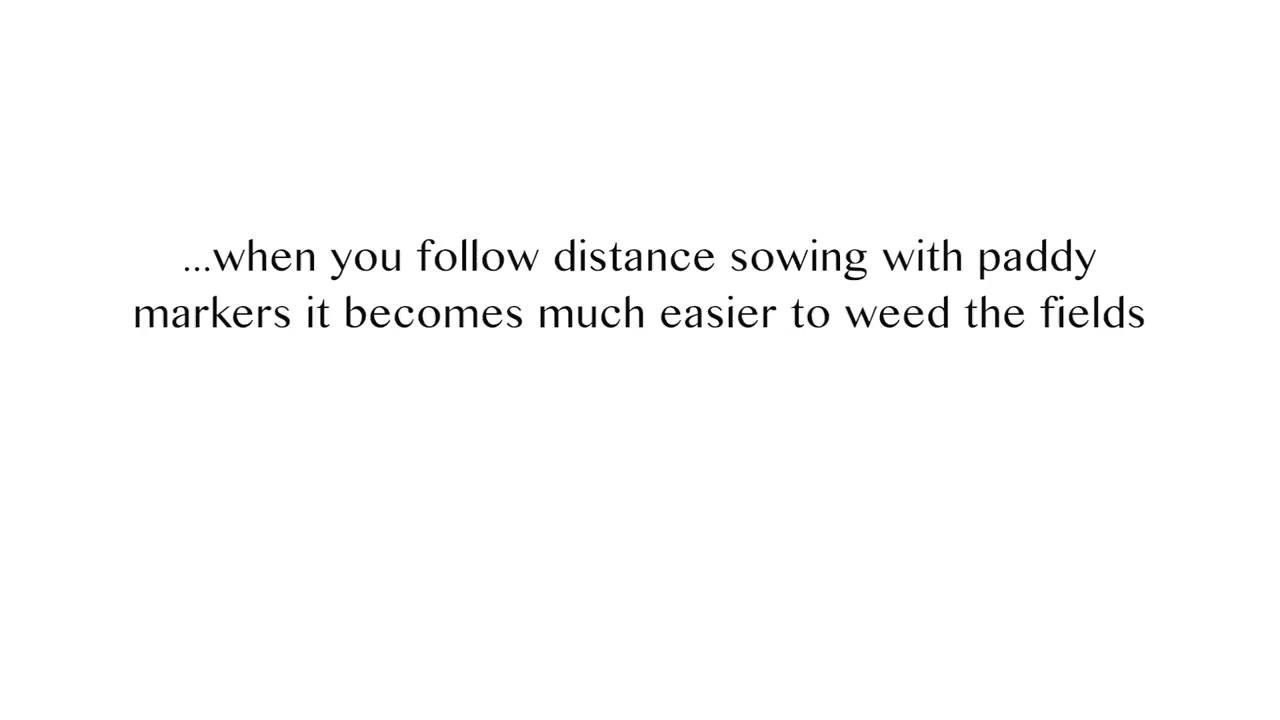 ...when you follow distance sowing with paddy
markers it becomes much easier to weed the fields